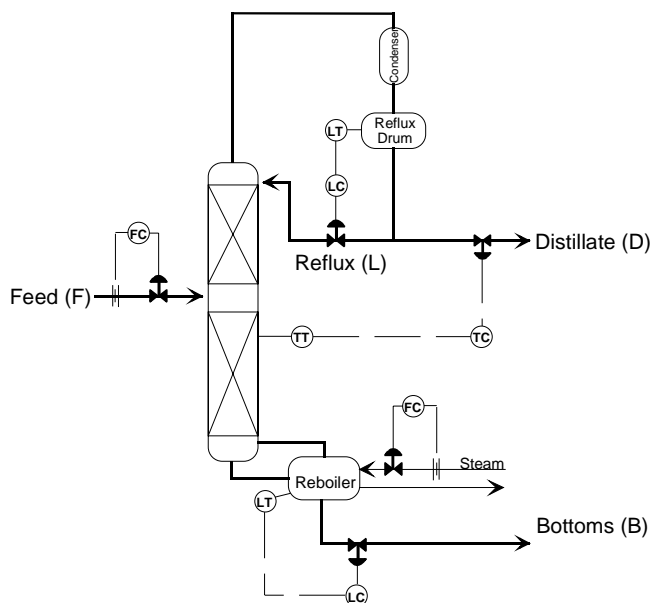 Condenser
Reflux
Drum
LT
LC
FC
Reflux (L)
Distillate (D)
Feed (F)
TT
TC
FC
Steam
Reboiler
LT
Bottoms (B)
LC